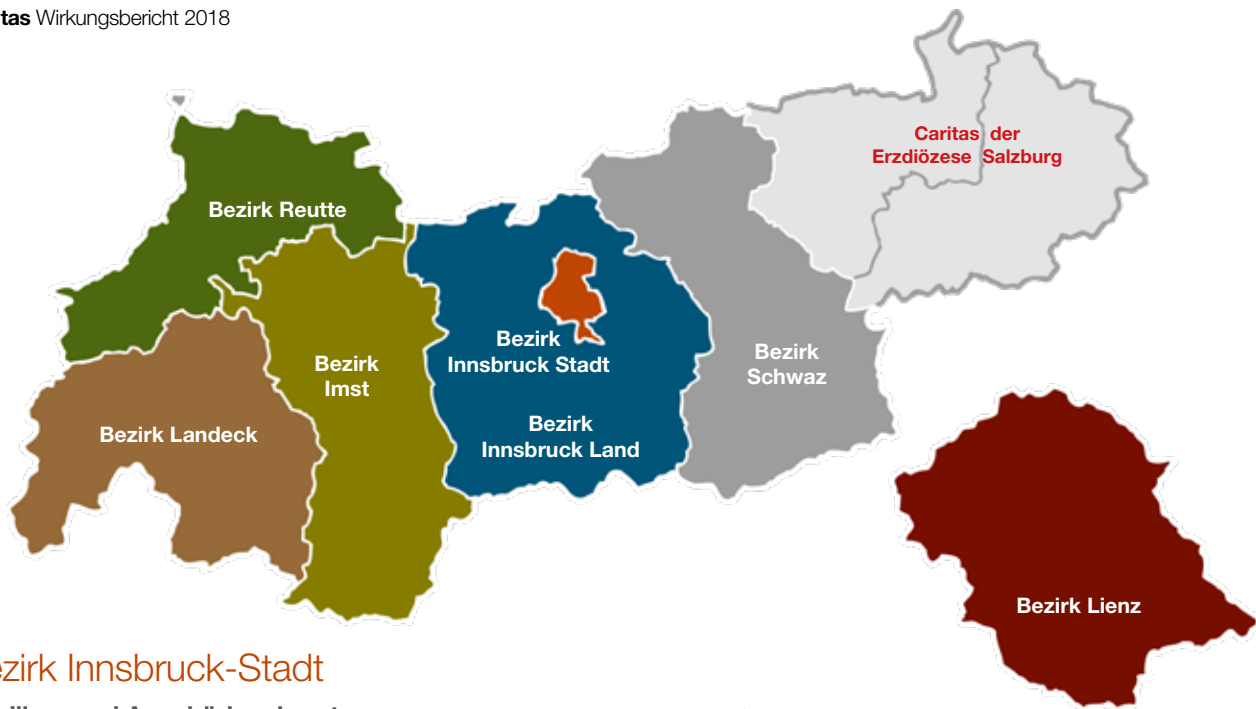 tas Wirkungsbericht 2018
Caritas der
Erzdiözese Salzburg
Bezirk Reutte
Bezirk
Innsbruck Stadt
Bezirk
Schwaz
Bezirk
Imst
Bezirk Landeck
Bezirk
Innsbruck Land
Bezirk Lienz
ezirk Innsbruck-Stadt